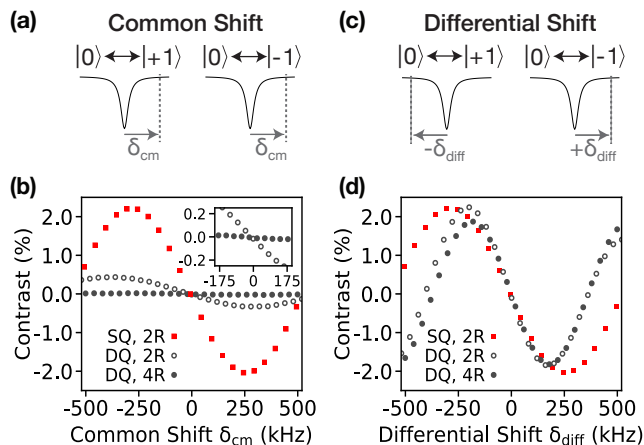 (a) Common Shift
|0⟩ ↔ |+1⟩ |0⟩ ↔ |-1⟩
δcm δcm
(c) Differential Shift
|0⟩ ↔ |+1⟩ |0⟩ ↔ |-1⟩
-δdiff +δdiff
(b)
Contrast (%)
2.0
1.0
0.0
-1.0
-2.0
0.2
0.0
-0.2
-175 0 175
SQ, 2R
DQ, 2R
DQ, 4R
-500 -250 0 250 500
Common Shift δcm (kHz)
(d)
Contrast (%)
2.0
1.0
0.0
-1.0
-2.0
SQ, 2R
DQ, 2R
DQ, 4R
-500 -250 0 250 500
Differential Shift δdiff (kHz)